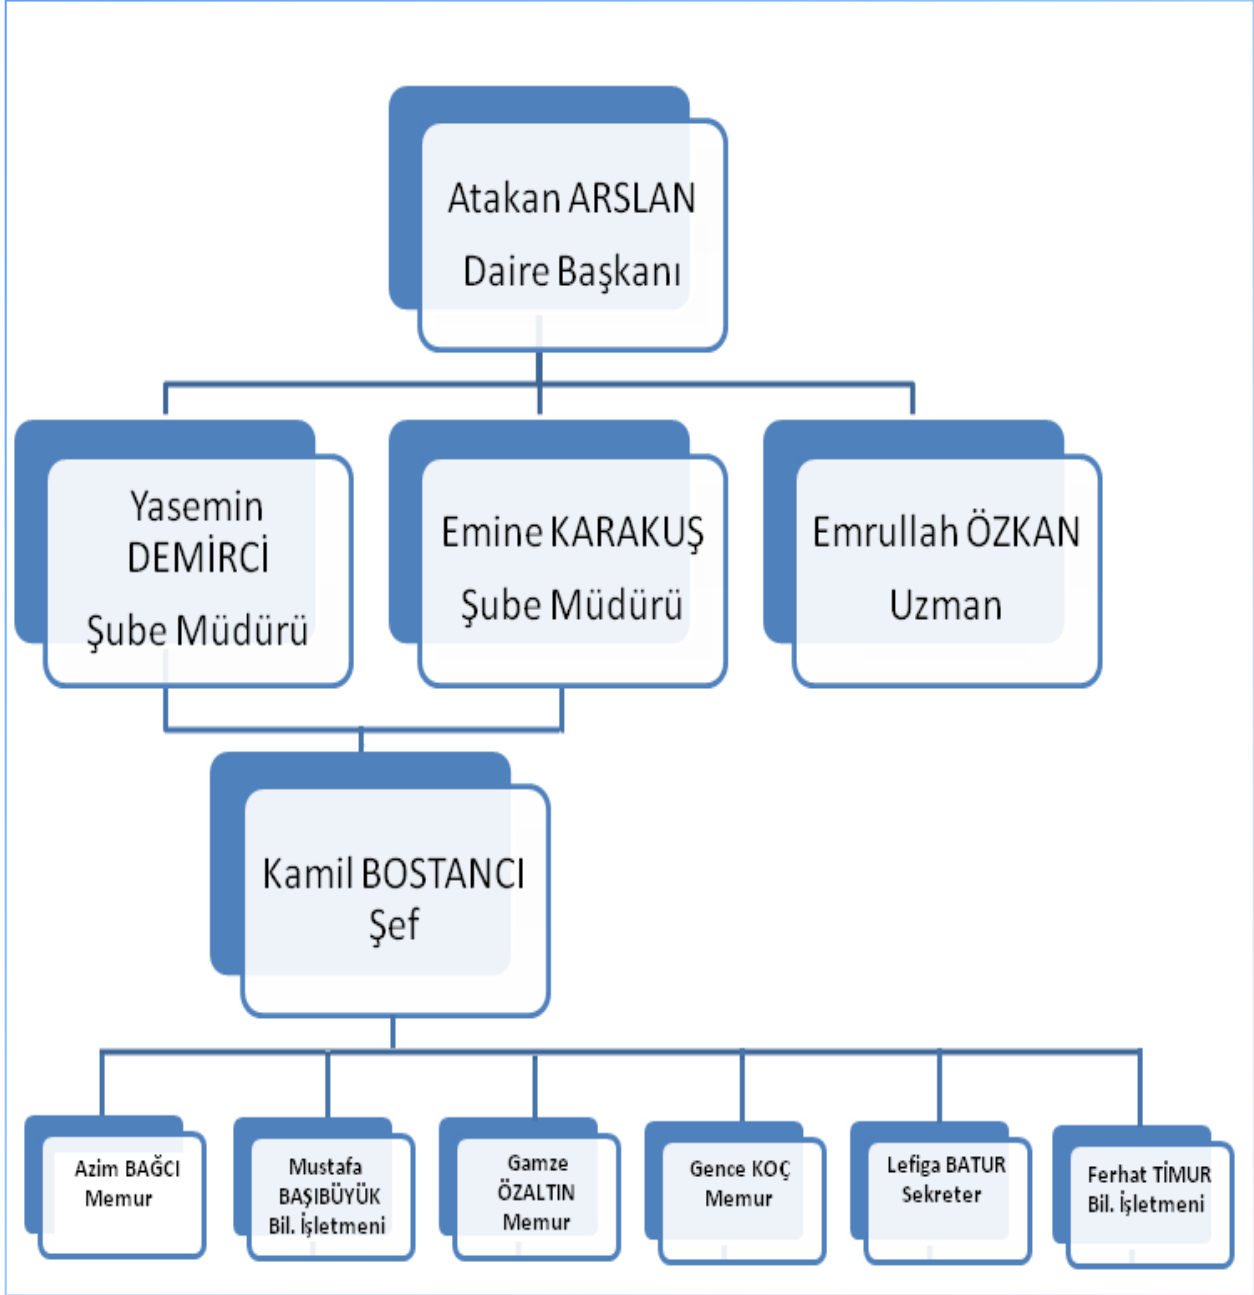 Atakan ARSLAN
Daire Başkanı
Yasemin
DEMİRCİ
Şube Müdürü
Emine KARAKUŞ
Şube Müdürü
Emrullah ÖZKAN
Uzman
Kamil BOSTANCI
Şef
Azim BAĞCI
Memur
Mustafa
BAŞIBÜYÜK
Bil. İşletmeni
Gamze
ÖZALTIN
Memur
Gence KOÇ
Memur
Lefiga BATUR
Sekreter
Ferhat TİMUR
Bil. İşletmeni